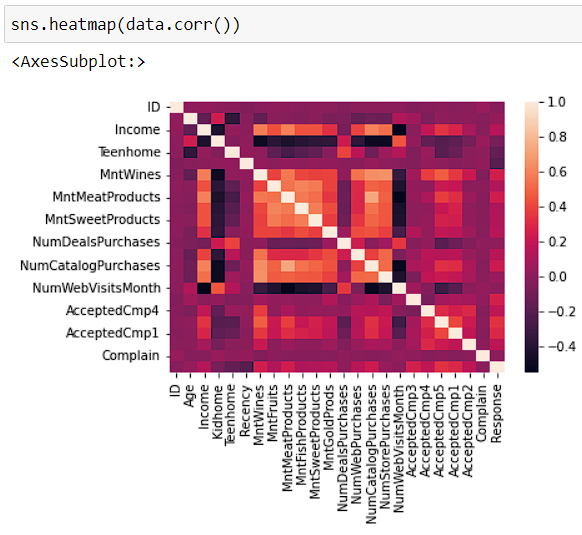 sns.heatmap(data.corr())
<AxesSubplot:>
ID
Income
Teenhome
MntWines
MntMeatProducts
MntSweetProducts
NumDealsPurchases
NumCatalogPurchases
NumWebVisitsMonth
AcceptedCmp4
AcceptedCmp1
Complain
1.0
0.8
0.6
0.4
0.2
0.0
−0.2
−0.4
ID
Age
Income
Kidhome
Teenhome
Recency
MntWines
MntFruits
MntMeatProducts
MntFishProducts
MntSweetProducts
MntGoldProds
NumDealsPurchases
NumWebPurchases
NumCatalogPurchases
NumStorePurchases
NumWebVisitsMonth
AcceptedCmp3
AcceptedCmp4
AcceptedCmp5
AcceptedCmp1
AcceptedCmp2
Complain
Response